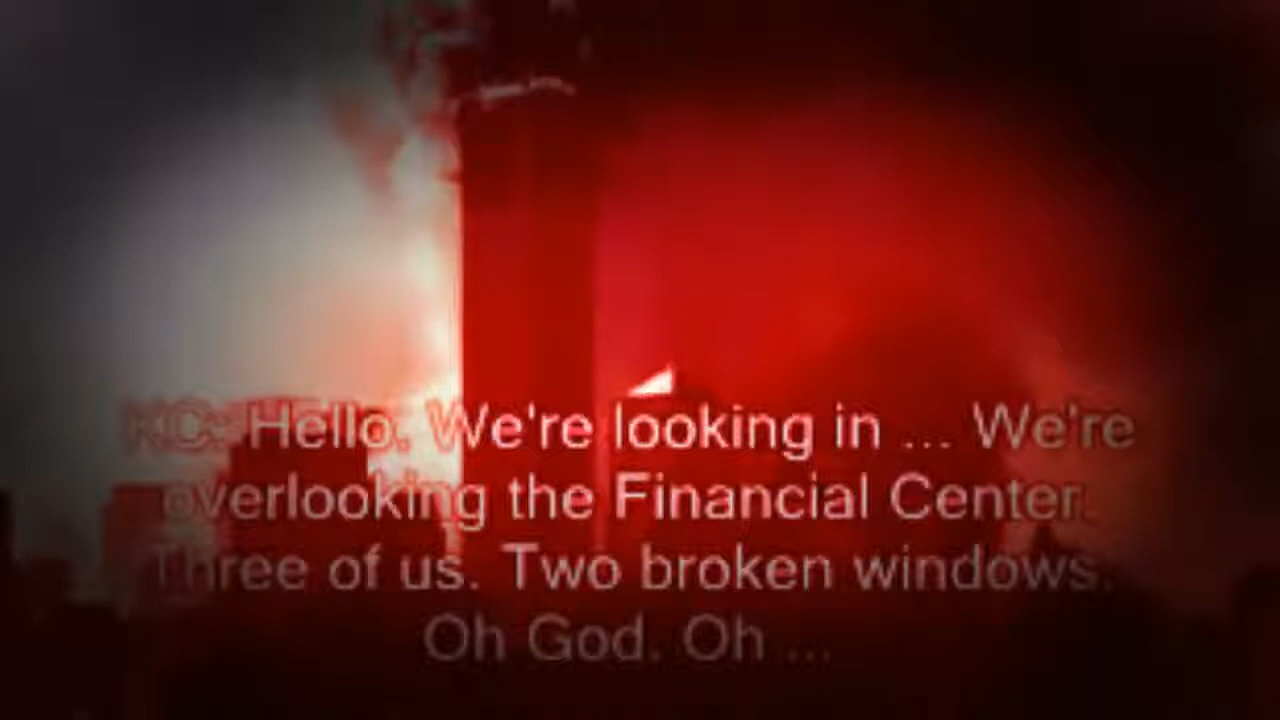 KC: Hello. We're looking in ... We're
overlooking the Financial Center.
Three of us. Two broken windows.
Oh God. Oh ...